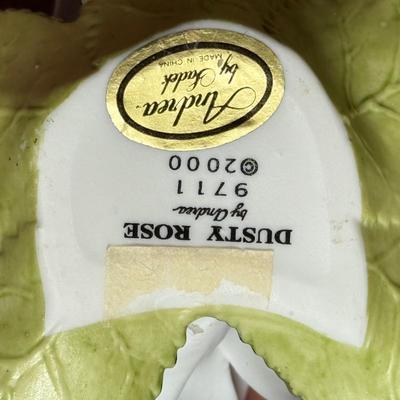 DUSTY ROSE
by Andrea
9711
©2000
Andrea
by Sadek
MADE IN CHINA